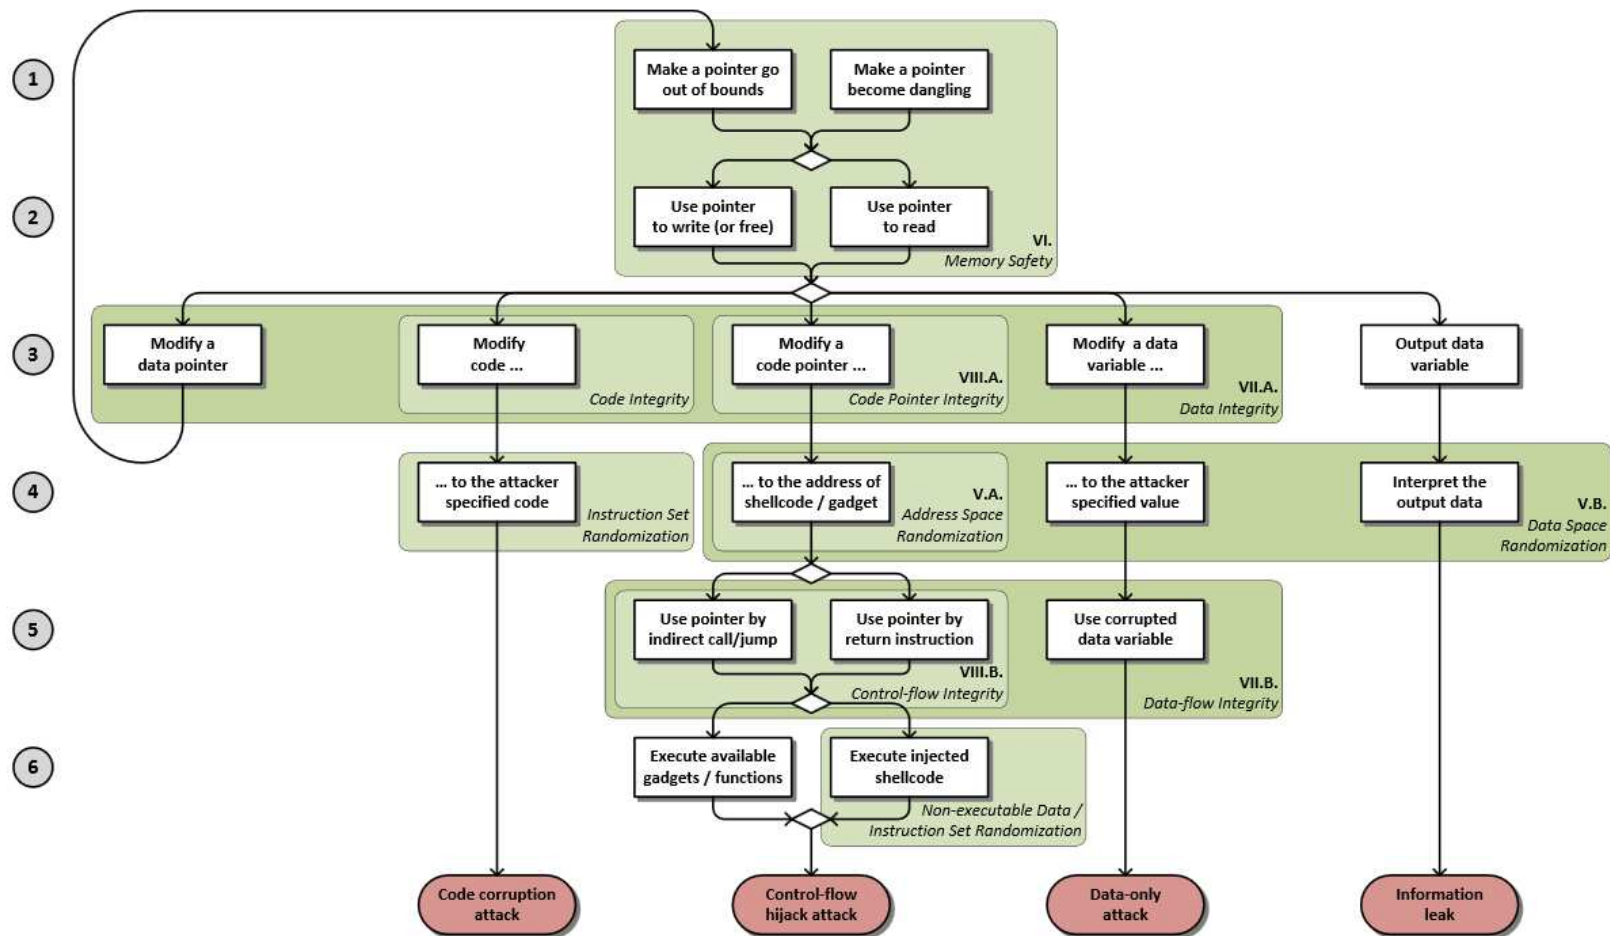 1
Make a pointer go
out of bounds
Make a pointer
become dangling
2
Use pointer
to write (or free)
Use pointer
to read
VI.
Memory Safety
3
Modify a
data pointer
Modify
code ...
Code Integrity
Modify a
code pointer ...
VIII.A.
Code Pointer Integrity
Modify a data
variable ...
VII.A.
Data Integrity
Output data
variable
4
... to the attacker
specified code
Instruction Set
Randomization
... to the address of
shellcode / gadget
V.A.
Address Space
Randomization
... to the attacker
specified value
Interpret the
output data
V.B.
Data Space
Randomization
5
Use pointer by
indirect call/jump
Use pointer by
return instruction
VIII.B.
Control-flow Integrity
Use corrupted
data variable
VII.B.
Data-flow Integrity
6
Execute available
gadgets / functions
Execute injected
shellcode
Non-executable Data /
Instruction Set Randomization
Code corruption
attack
Control-flow
hijack attack
Data-only
attack
Information
leak